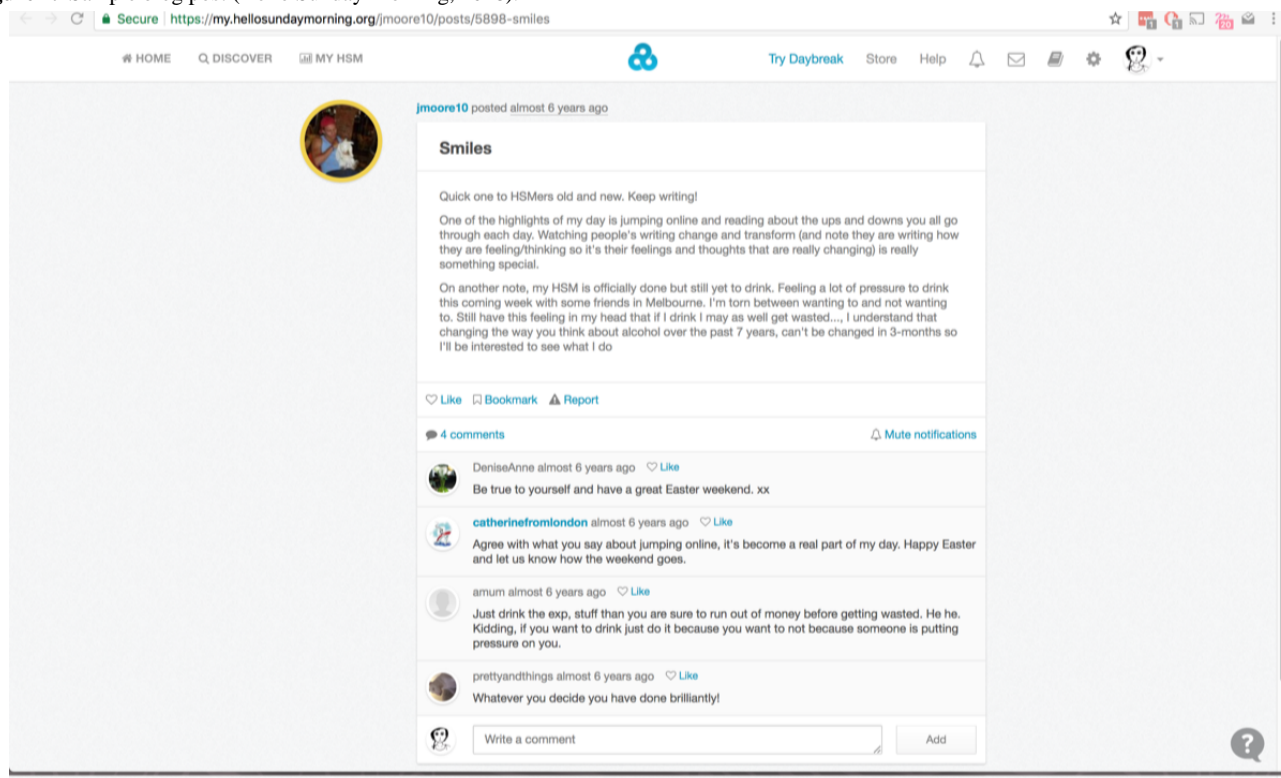 Secure https://my.hellosundaymorning.org/jmoore10/posts/5898-smiles
HOME DISCOVER MY HSM Try Daybreak Store Help
jmoore10 posted almost 6 years ago
Smiles
Quick one to HSMers old and new. Keep writing!
One of the highlights of my day is jumping online and reading about the ups and downs you all go
through each day. Watching people's writing change and transform (and note they are writing how
they are feeling/thinking so it's their feelings and thoughts that are really changing) is really
something special.
On another note, my HSM is officially done but still yet to drink. Feeling a lot of pressure to drink
this coming week with some friends in Melbourne. I'm torn between wanting to and not wanting
to. Still have this feeling in my head that if I drink I may as well get wasted..., I understand that
changing the way you think about alcohol over the past 7 years, can't be changed in 3-months so
I'll be interested to see what I do
Like Bookmark Report
4 comments Mute notifications
DeniseAnne almost 6 years ago Like
Be true to yourself and have a great Easter weekend. xx
catherinefromlondon almost 6 years ago Like
Agree with what you say about jumping online, it's become a real part of my day. Happy Easter
and let us know how the weekend goes.
amum almost 6 years ago Like
Just drink the exp, stuff than you are sure to run out of money before getting wasted. He he.
Kidding, if you want to drink just do it because you want to not because someone is putting
pressure on you.
prettyandthings almost 6 years ago Like
Whatever you decide you have done brilliantly!
Write a comment Add